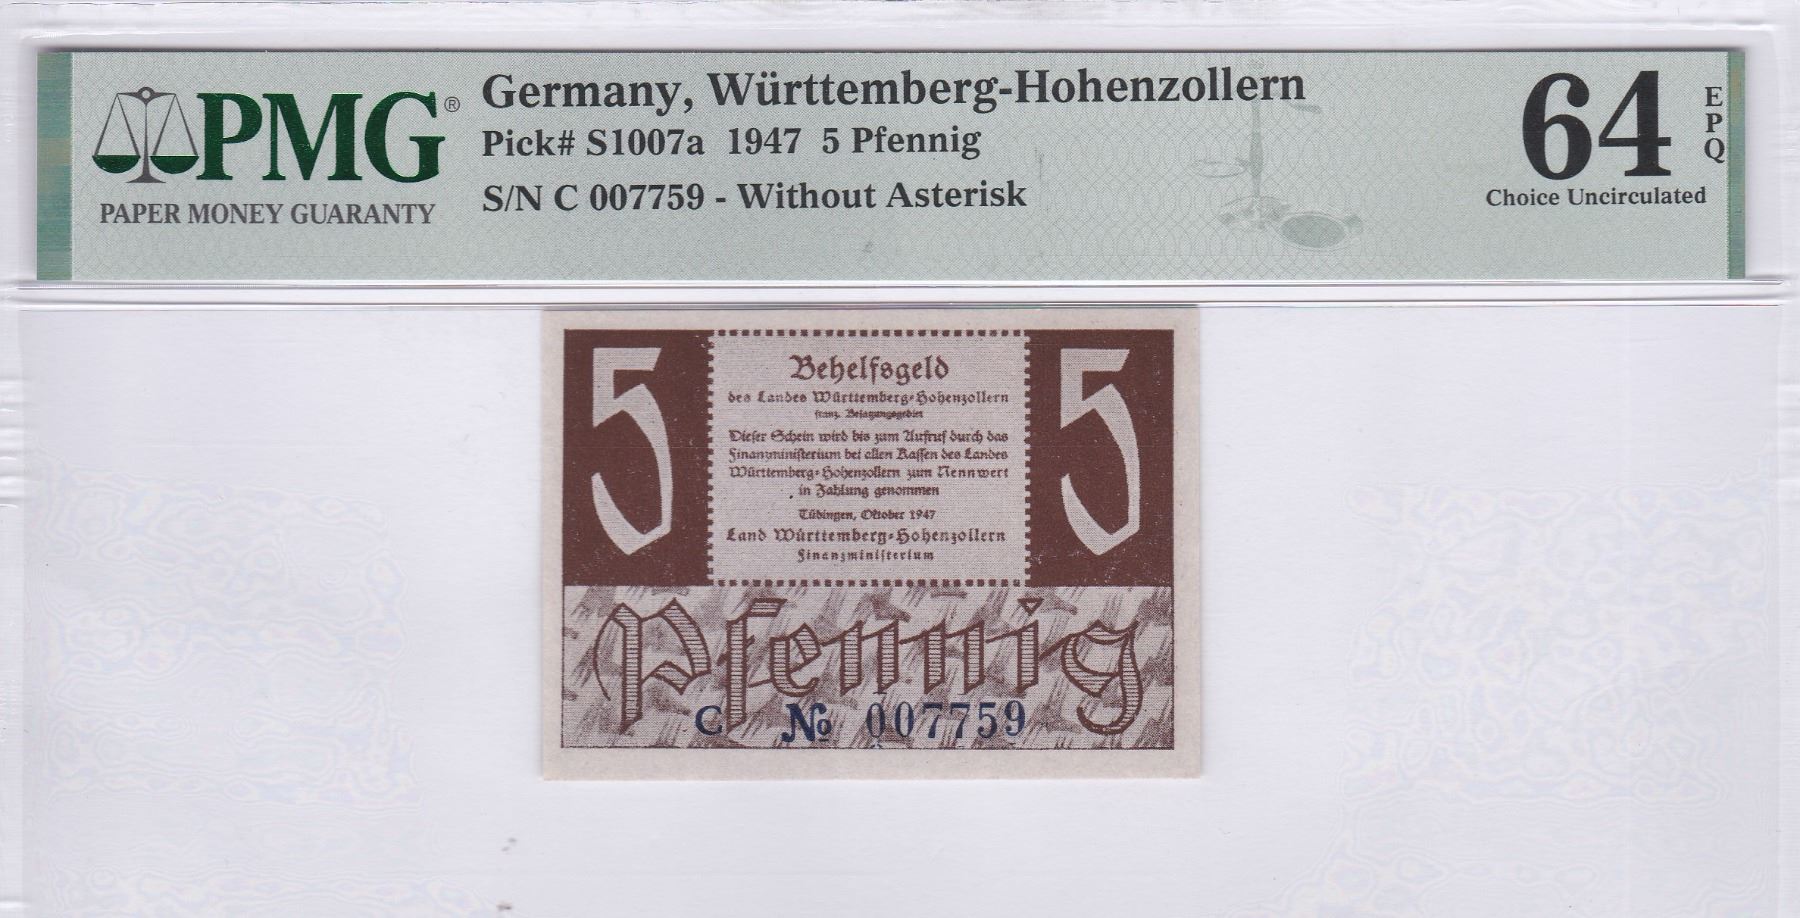 PMG®
PAPER MONEY GUARANTY
Germany, Württemberg-Hohenzollern
Pick# S1007a 1947 5 Pfennig
S/N C 007759 - Without Asterisk
64
EPQ
Choice Uncirculated
5
5
Behelfsgeld
des Landes Württemberg-Hohenzollern
franz. Besatzungsgebiet
Dieser Schein wird bis zum Aufruf durch das
Finanzministerium bei allen Kassen des Landes
Württemberg-Hohenzollern zum Nennwert
in Zahlung genommen
Tübingen, Oktober 1947
Land Württemberg-Hohenzollern
Finanzministerium
Pfennig
C № 007759